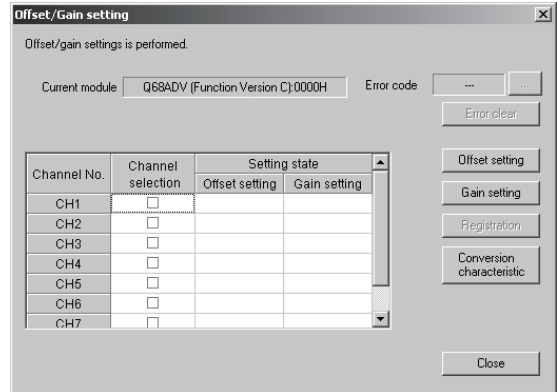 Offset/Gain setting
Offset/gain settings is performed.
Current module Q68ADV (Function Version C):0000H Error code --- ...
Error clear
Channel No. Channel selection Setting state
Offset setting Gain setting
CH1
CH2
CH3
CH4
CH5
CH6
CH7
Offset setting
Gain setting
Registration
Conversion
characteristic
Close